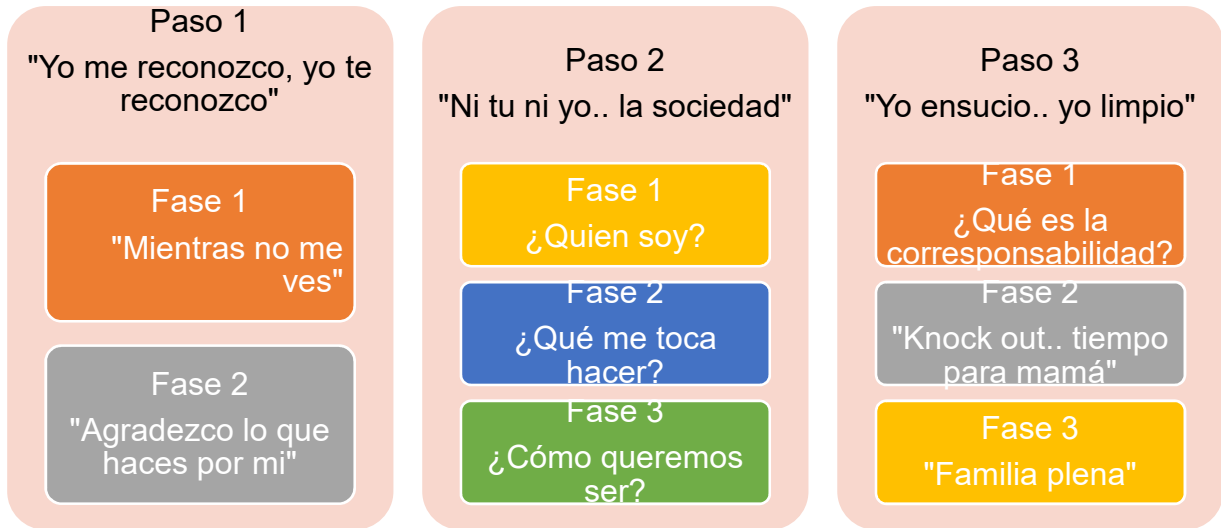 Paso 1
"Yo me reconozco, yo te
reconozco"
Fase 1
"Mientras no me
ves"
Fase 2
"Agradezco lo que
haces por mi"
Paso 2
"Ni tu ni yo.. la sociedad"
Fase 1
¿Quien soy?
Fase 2
¿Qué me toca
hacer?
Fase 3
¿Cómo queremos
ser?
Paso 3
"Yo ensucio.. yo limpio"
Fase 1
¿Qué es la
corresponsabilidad?
Fase 2
"Knock out.. tiempo
para mamá"
Fase 3
"Familia plena"